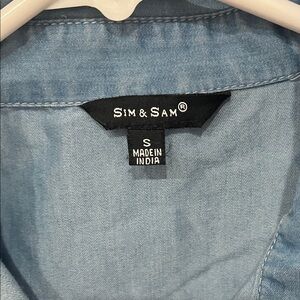 SIM & SAM®
S
MADE IN
INDIA